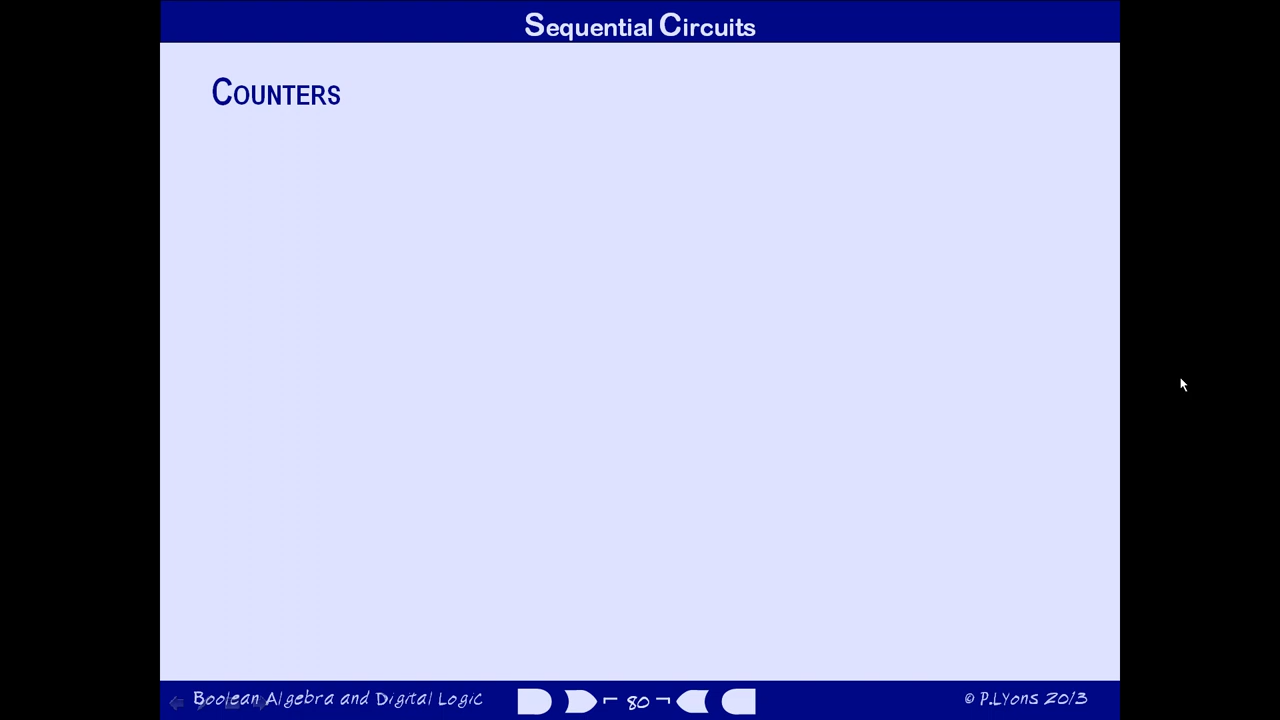 Sequential Circuits
Counters
Boolean Algebra and Digital Logic
80
© P.Lyons 2013